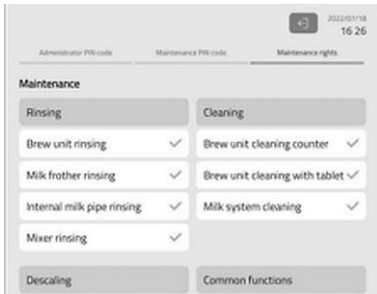 2022/07/18
16 26
Administrator PIN code
Maintenance PIN code
Maintenance rights
Maintenance
Rinsing
Cleaning
Brew unit rinsing
Brew unit cleaning counter
Milk frother rinsing
Brew unit cleaning with tablet
Internal milk pipe rinsing
Milk system cleaning
Mixer rinsing
Descaling
Common functions